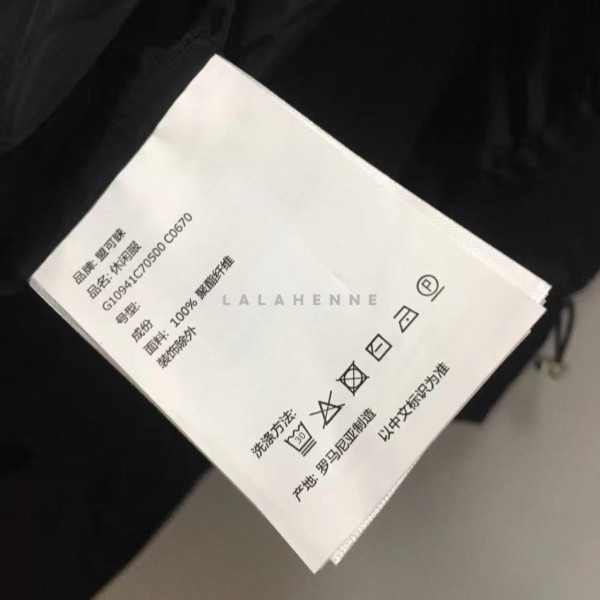 品牌: 盟可睐
品名: 休闲服
G10941C70500 C0670
号型:
成份
面料: 100% 聚酯纤维
装饰除外
LALAHENNE
洗涤方法:
30
P
产地: 罗马尼亚制造
以中文标识为准